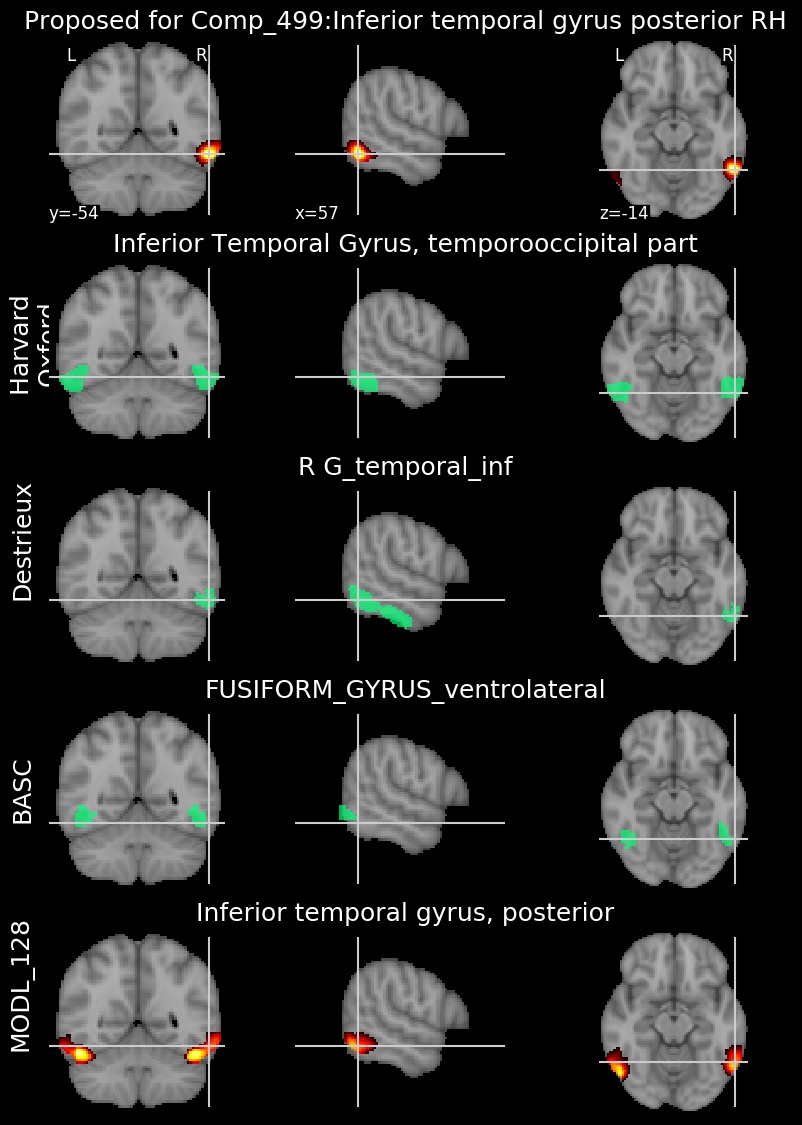 Proposed for Comp_499:Inferior temporal gyrus posterior RH
L R L R
y=-54 x=57 z=-14
Inferior Temporal Gyrus, temporooccipital part
Harvard
Oxford
R G_temporal_inf
Destrieux
FUSIFORM_GYRUS_ventrolateral
BASC
Inferior temporal gyrus, posterior
MODL_128